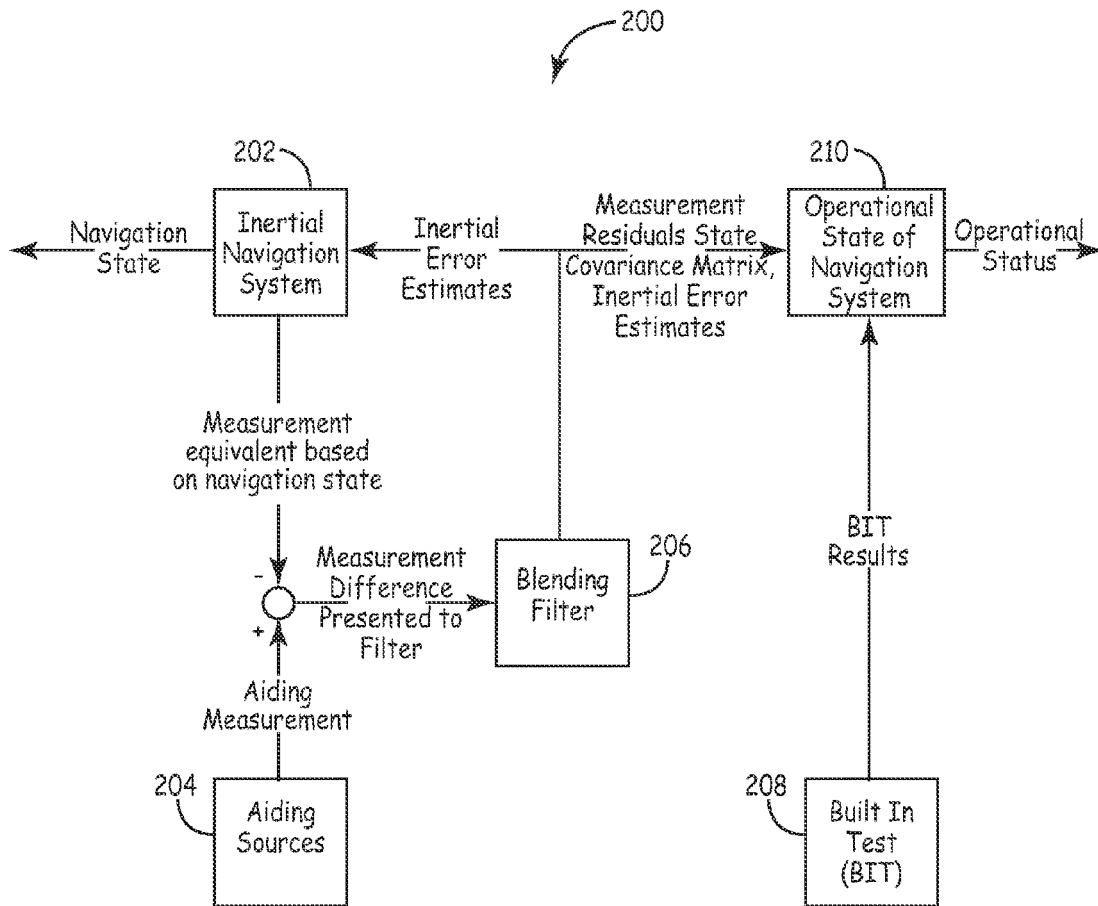 200
202
210
Navigation
State
Inertial
Navigation
System
Inertial
Error
Estimates
Measurement
Residuals State
Covariance Matrix,
Inertial Error
Estimates
Operational
State of
Navigation
System
Operational
Status
Measurement
equivalent based
on navigation state
-
+
Measurement
Difference
Presented to
Filter
Blending
Filter
206
BIT
Results
Aiding
Measurement
204
Aiding
Sources
208
Built In
Test
(BIT)